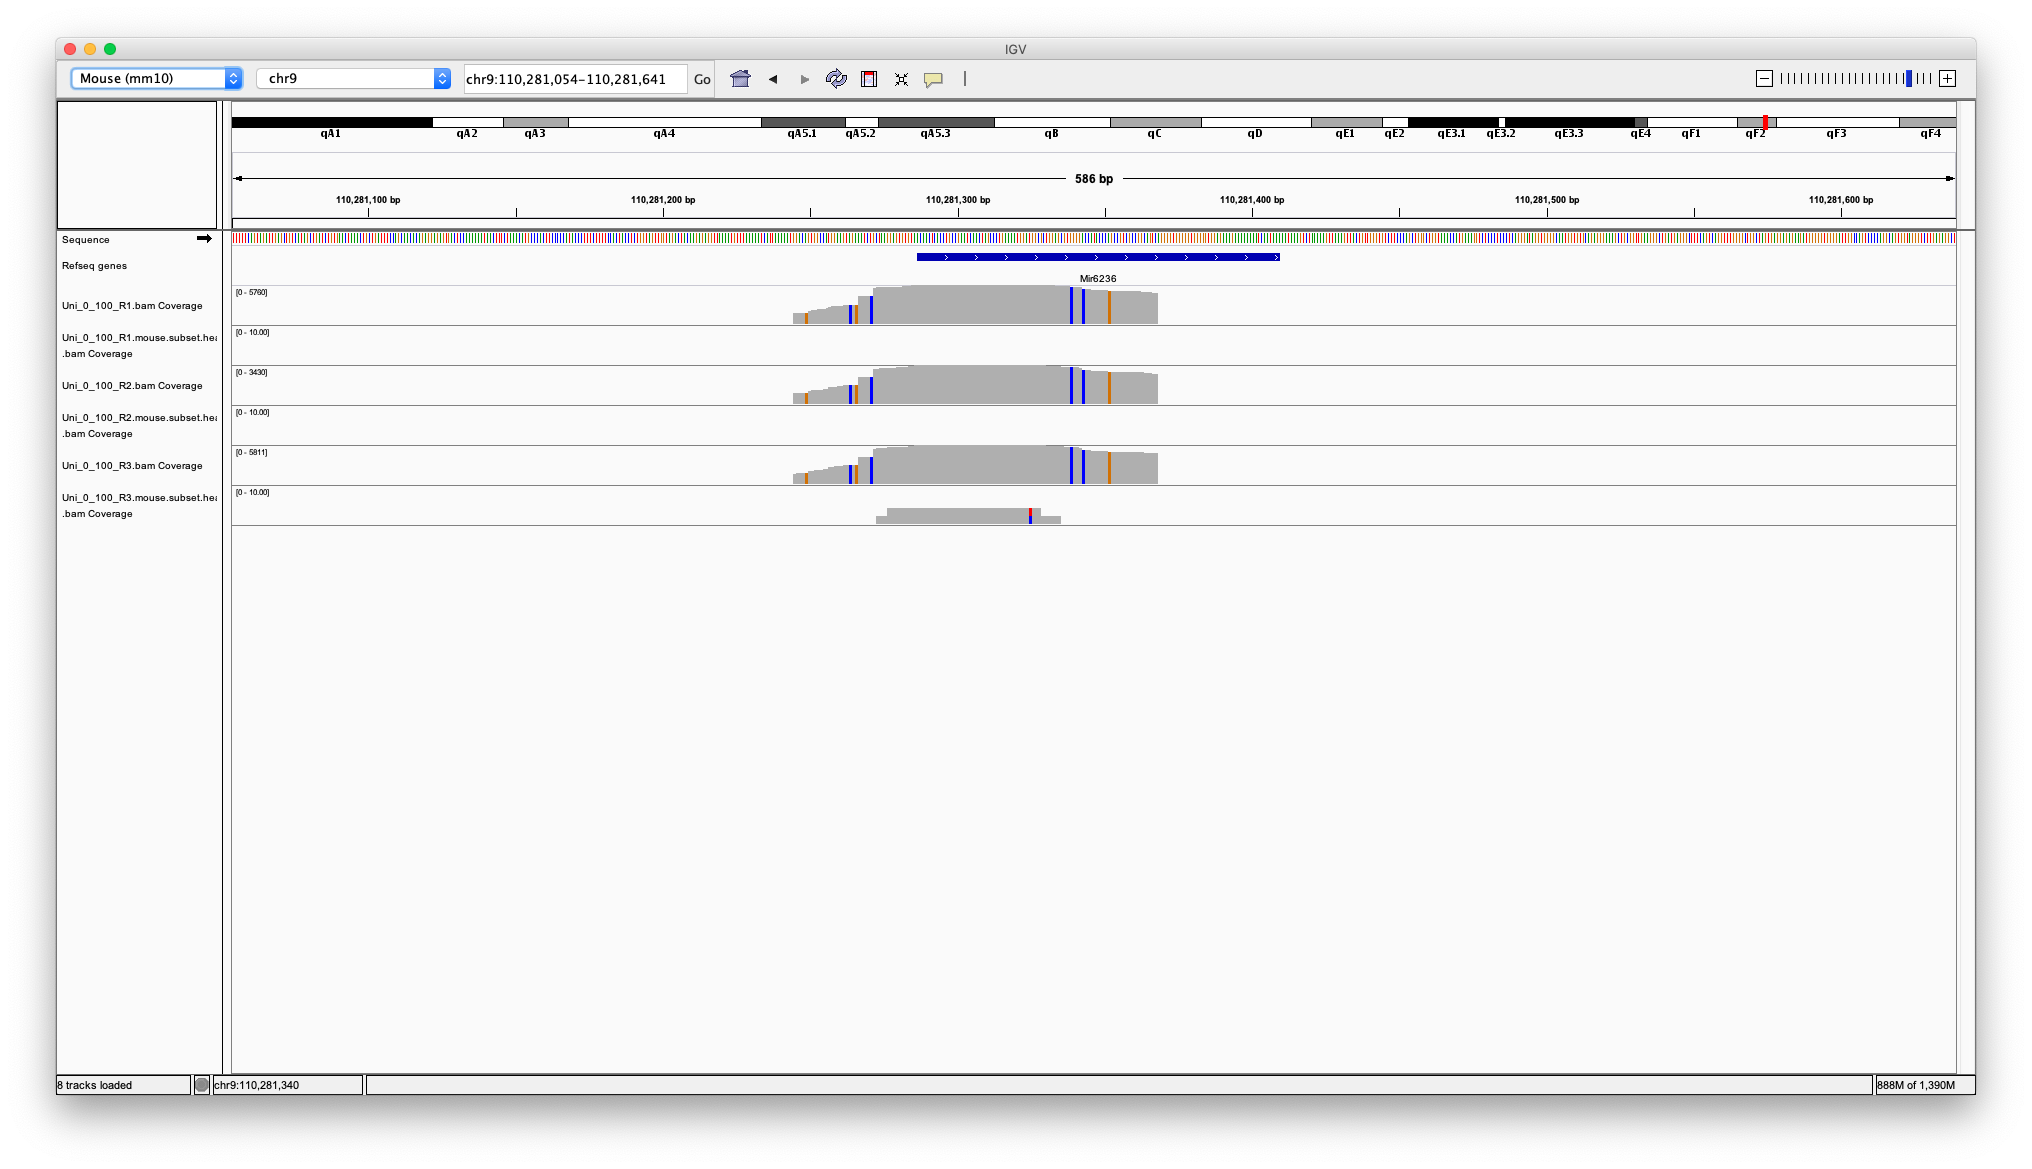 IGV
Mouse (mm10) chr9 chr9:110,281,054-110,281,641 Go
qA1 qA2 qA3 qA4 qA5.1 qA5.2 qA5.3 qB qC qD qE1 qE2 qE3.1 qE3.2 qE3.3 qE4 qF1 qF2 qF3 qF4
586 bp
110,281,100 bp 110,281,200 bp 110,281,300 bp 110,281,400 bp 110,281,500 bp 110,281,600 bp
Sequence
Refseq genes
Mir6236
[0 - 5760]
Uni_0_100_R1.bam Coverage
[0 - 10.00]
Uni_0_100_R1.mouse.subset.hea
.bam Coverage
[0 - 3430]
Uni_0_100_R2.bam Coverage
[0 - 10.00]
Uni_0_100_R2.mouse.subset.hea
.bam Coverage
[0 - 5811]
Uni_0_100_R3.bam Coverage
[0 - 10.00]
Uni_0_100_R3.mouse.subset.hea
.bam Coverage
8 tracks loaded chr9:110,281,340 888M of 1,390M